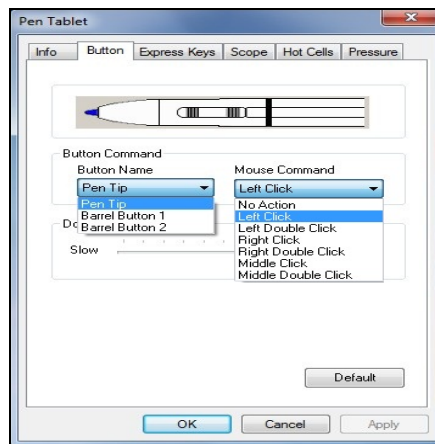 Pen Tablet
Info Button Express Keys Scope Hot Cells Pressure
Button Command
Button Name Mouse Command
Pen Tip Left Click
Pen Tip No Action
Barrel Button 1 Left Click
Barrel Button 2 Left Double Click
Right Click
Right Double Click
Middle Click
Middle Double Click
Do
Slow
Default
OK Cancel Apply